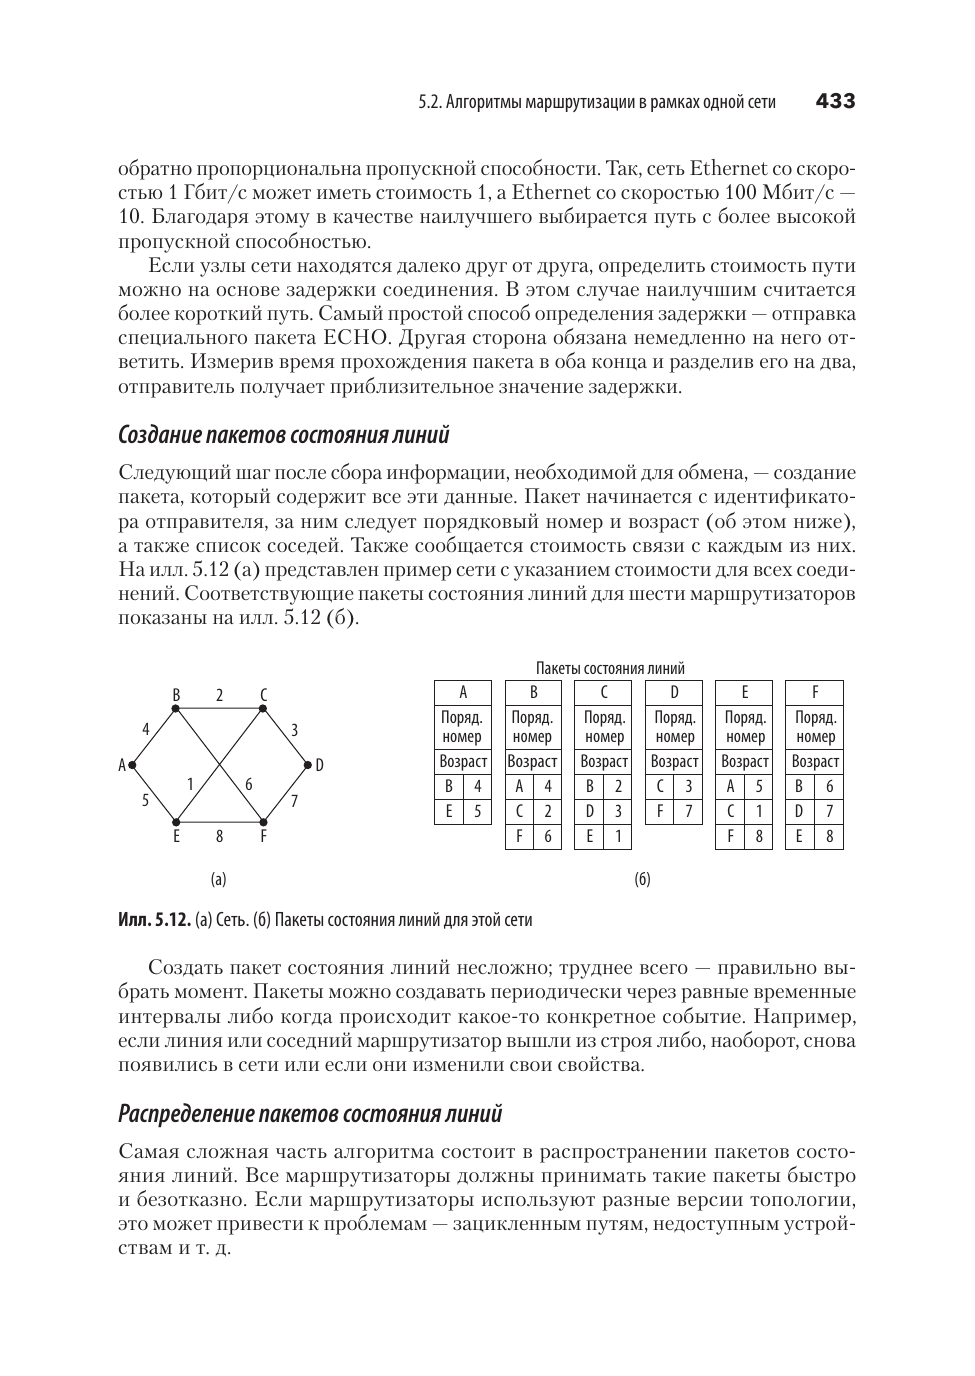 5.2. Алгоритмы маршрутизации в рамках одной сети 433
обратно пропорциональна пропускной способности. Так, сеть Ethernet со скоро-
стью 1 Гбит/с может иметь стоимость 1, а Ethernet со скоростью 100 Мбит/с —
10. Благодаря этому в качестве наилучшего выбирается путь с более высокой
пропускной способностью.
Если узлы сети находятся далеко друг от друга, определить стоимость пути
можно на основе задержки соединения. В этом случае наилучшим считается
более короткий путь. Самый простой способ определения задержки — отправка
специального пакета ECHO. Другая сторона обязана немедленно на него от-
ветить. Измерив время прохождения пакета в оба конца и разделив его на два,
отправитель получает приблизительное значение задержки.
Создание пакетов состояния линий
Следующий шаг после сбора информации, необходимой для обмена, — создание
пакета, который содержит все эти данные. Пакет начинается с идентификато-
ра отправителя, за ним следует порядковый номер и возраст (об этом ниже),
а также список соседей. Также сообщается стоимость связи с каждым из них.
На илл. 5.12 (а) представлен пример сети с указанием стоимости для всех соеди-
нений. Соответствующие пакеты состояния линий для шести маршрутизаторов
показаны на илл. 5.12 (б).
B 2 C
4 3
A D
1 6
5 7
E 8 F
(а)
Пакеты состояния линий
A B C D E F
Поряд. Поряд. Поряд. Поряд. Поряд. Поряд.
номер номер номер номер номер номер
Возраст Возраст Возраст Возраст Возраст Возраст
B 4 A 4 B 2 C 3 A 5 B 6
E 5 C 2 D 3 F 7 C 1 D 7
F 6 E 1 F 8 E 8
(б)
Илл. 5.12. (а) Сеть. (б) Пакеты состояния линий для этой сети
Создать пакет состояния линий несложно; труднее всего — правильно вы-
брать момент. Пакеты можно создавать периодически через равные временные
интервалы либо когда происходит какое-то конкретное событие. Например,
если линия или соседний маршрутизатор вышли из строя либо, наоборот, снова
появились в сети или если они изменили свои свойства.
Распределение пакетов состояния линий
Самая сложная часть алгоритма состоит в распространении пакетов состо-
яния линий. Все маршрутизаторы должны принимать такие пакеты быстро
и безотказно. Если маршрутизаторы используют разные версии топологии,
это может привести к проблемам — зацикленным путям, недоступным устрой-
ствам и т. д.